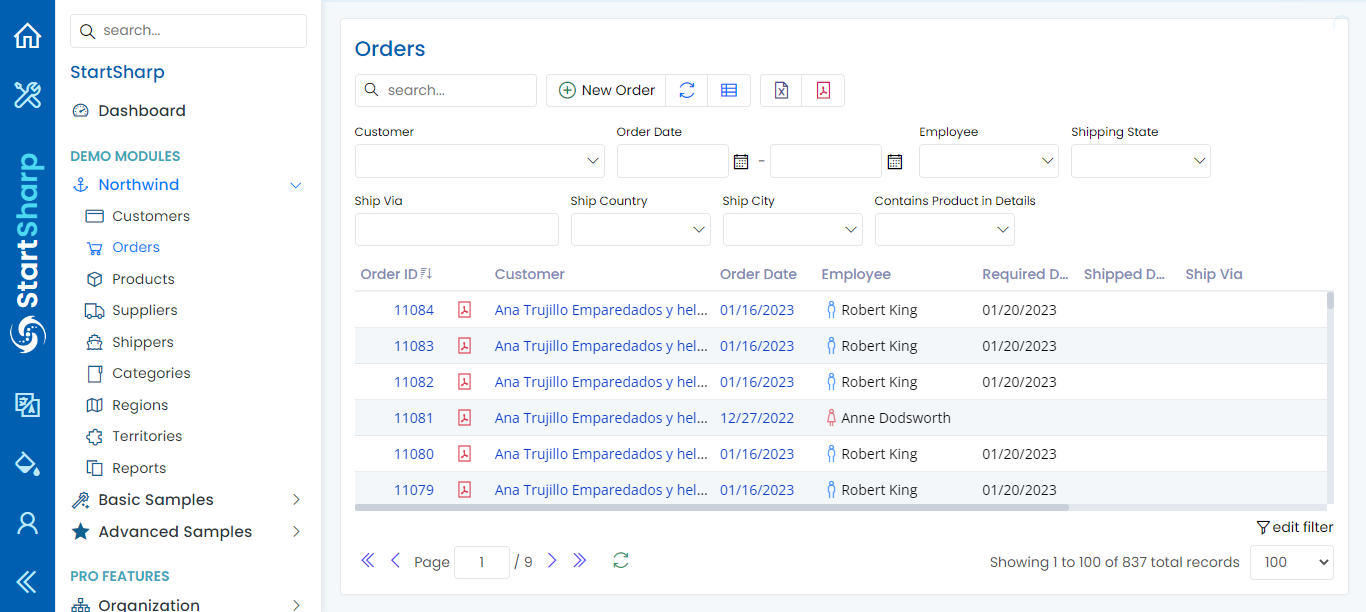 StartSharp
search...
StartSharp
Dashboard
DEMO MODULES
Northwind
Customers
Orders
Products
Suppliers
Shippers
Categories
Regions
Territories
Reports
Basic Samples
Advanced Samples
PRO FEATURES
Organization
Orders
search...
New Order
Customer
Order Date
Employee
Shipping State
-
Ship Via
Ship Country
Ship City
Contains Product in Details
Order ID Customer Order Date Employee Required D... Shipped D... Ship Via
11084 Ana Trujillo Emparedados y hel... 01/16/2023 Robert King 01/20/2023
11083 Ana Trujillo Emparedados y hel... 01/16/2023 Robert King 01/20/2023
11082 Ana Trujillo Emparedados y hel... 01/16/2023 Robert King 01/20/2023
11081 Ana Trujillo Emparedados y hel... 12/27/2022 Anne Dodsworth
11080 Ana Trujillo Emparedados y hel... 01/16/2023 Robert King 01/20/2023
11079 Ana Trujillo Emparedados y hel... 01/16/2023 Robert King 01/20/2023
edit filter
Page 1 / 9
Showing 1 to 100 of 837 total records 100